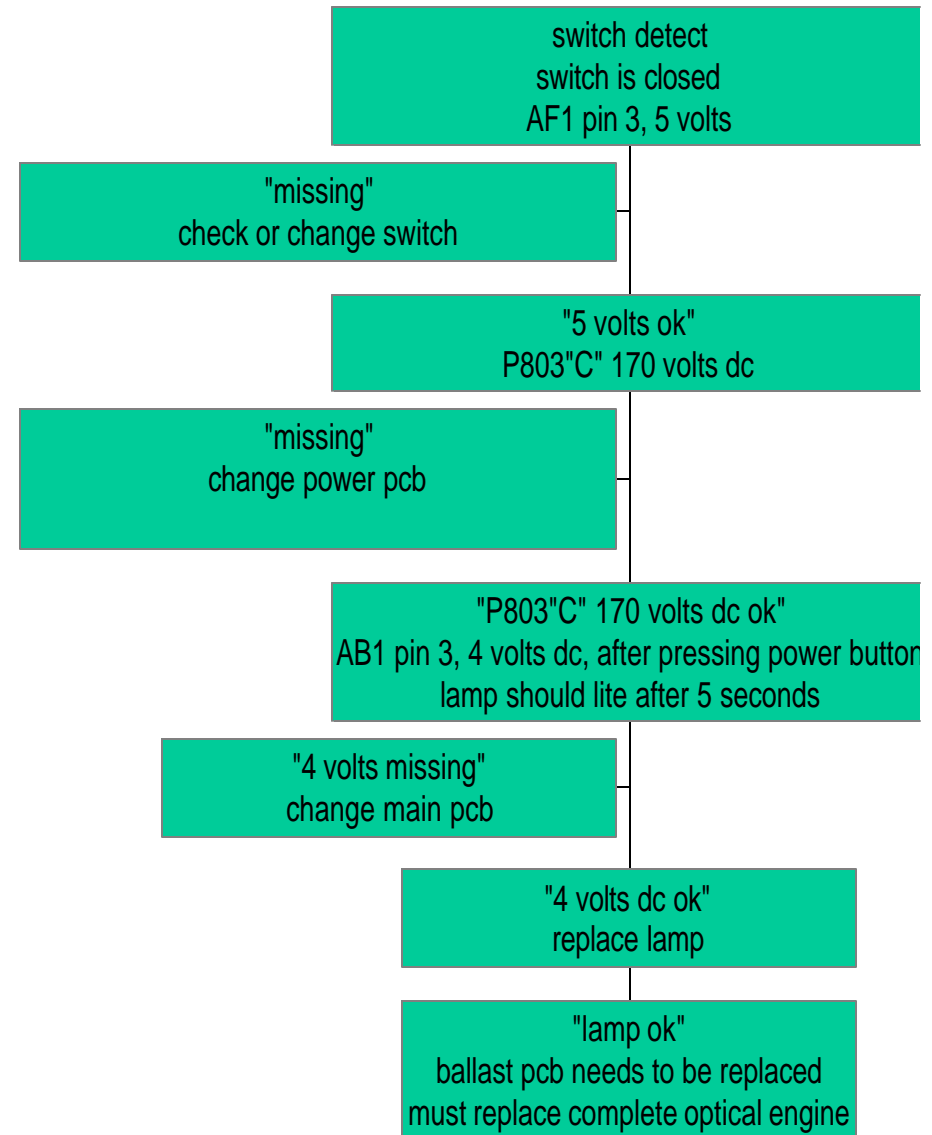 switch detect
switch is closed
AF1 pin 3, 5 volts
"missing"
check or change switch
"5 volts ok"
P803"C" 170 volts dc
"missing"
change power pcb
"P803"C" 170 volts dc ok"
AB1 pin 3, 4 volts dc, after pressing power button
lamp should lite after 5 seconds
"4 volts missing"
change main pcb
"4 volts dc ok"
replace lamp
"lamp ok"
ballast pcb needs to be replaced
must replace complete optical engine